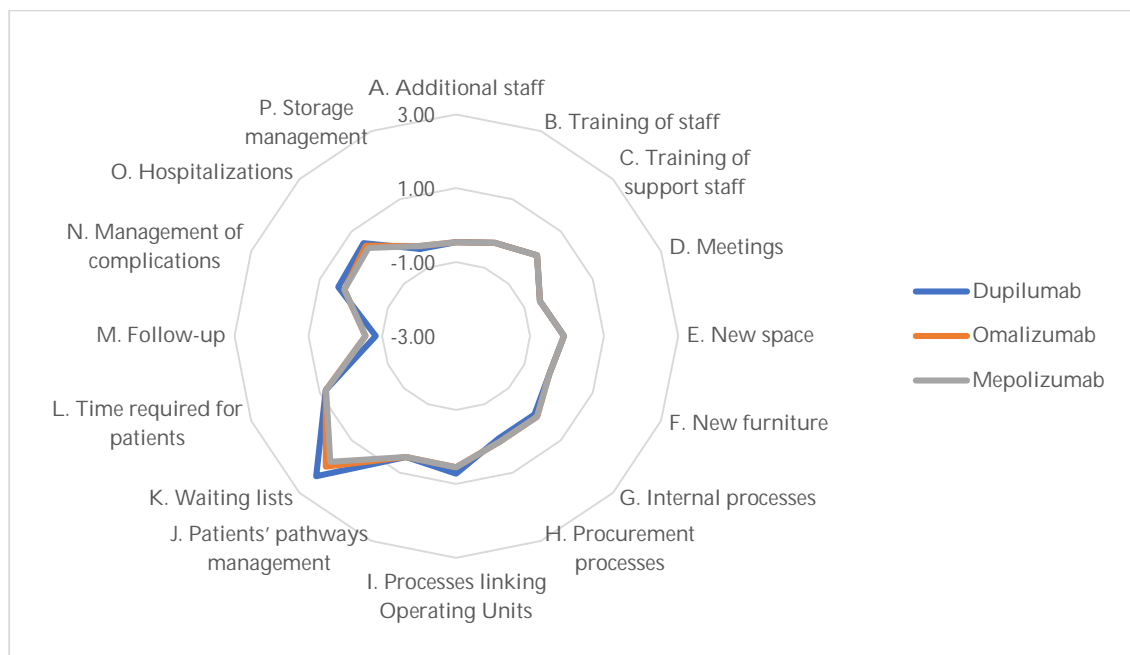 A. Additional staff
B. Training of staff
C. Training of
support staff
D. Meetings
E. New space
F. New furniture
G. Internal processes
H. Procurement
processes
I. Processes linking
Operating Units
J. Patients’ pathways
management
K. Waiting lists
L. Time required for
patients
M. Follow-up
N. Management of
complications
O. Hospitalizations
P. Storage
management
3.00
1.00
-1.00
-3.00
Dupilumab
Omalizumab
Mepolizumab